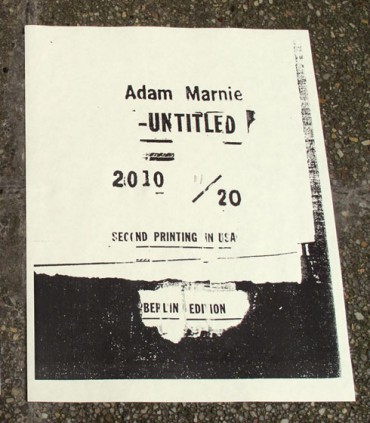 Adam Marnie
-UNTITLED
2010 /20
SECOND PRINTING IN USA
BERLIN EDITION